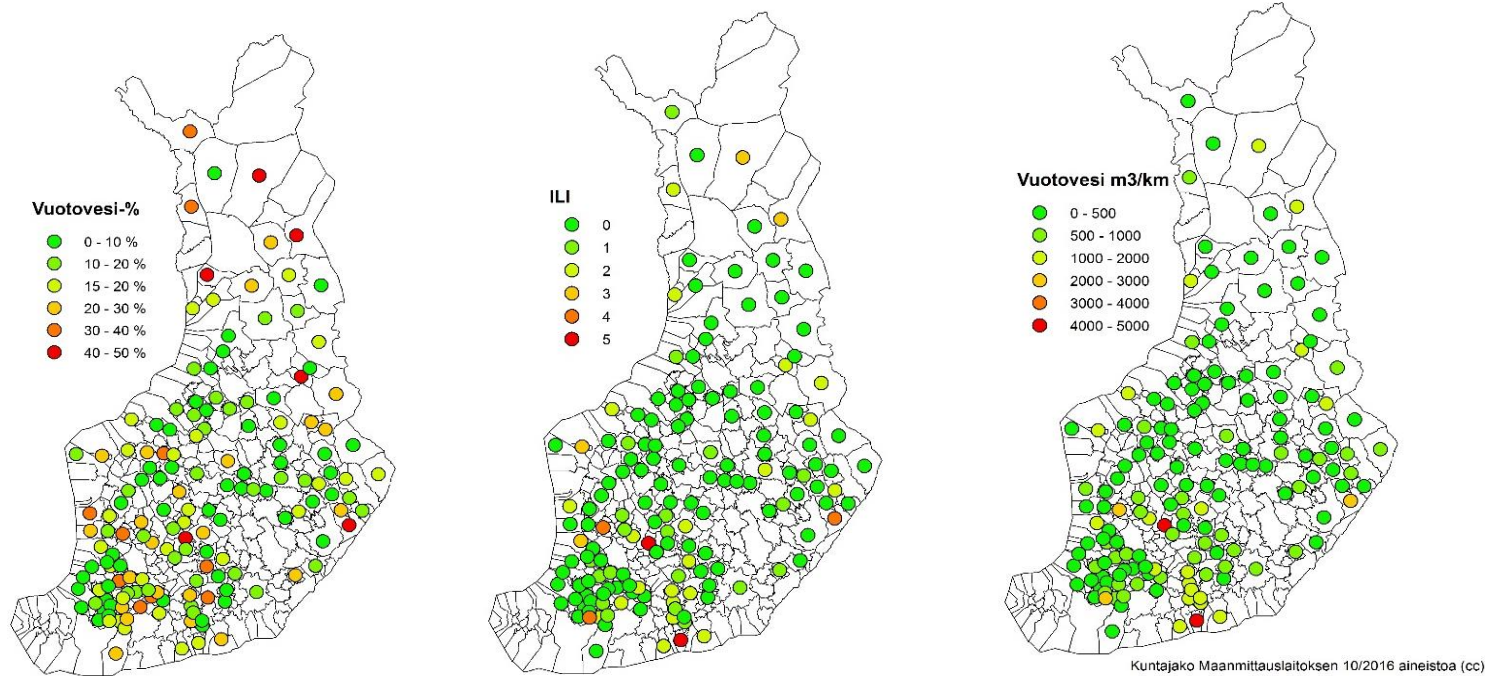 Vuotovesi-%
0 - 10 %
10 - 20 %
15 - 20 %
20 - 30 %
30 - 40 %
40 - 50 %
ILI
0
1
2
3
4
5
Vuotovesi m3/km
0 - 500
500 - 1000
1000 - 2000
2000 - 3000
3000 - 4000
4000 - 5000
Kuntajako Maanmittauslaitoksen 10/2016 aineistoa (cc)